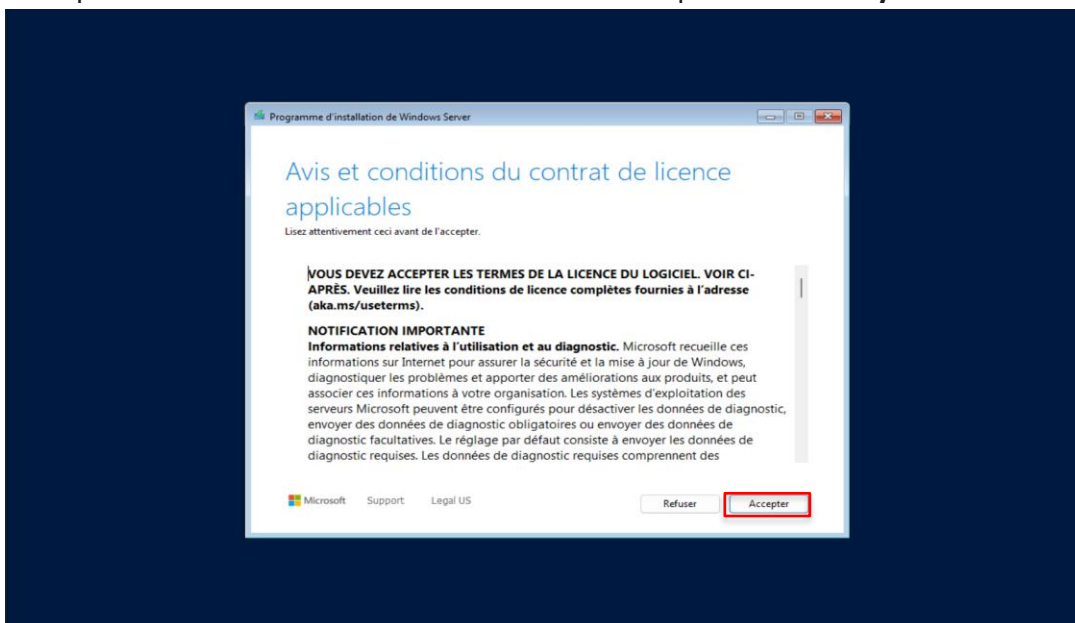 Programme d'installation de Windows Server
Avis et conditions du contrat de licence
applicables
Lisez attentivement ceci avant de l'accepter.
VOUS DEVEZ ACCEPTER LES TERMES DE LA LICENCE DU LOGICIEL. VOIR CI-
APRÈS. Veuillez lire les conditions de licence complètes fournies à l'adresse
(aka.ms/useterms).
NOTIFICATION IMPORTANTE
Informations relatives à l'utilisation et au diagnostic. Microsoft recueille ces
informations sur Internet pour assurer la sécurité et la mise à jour de Windows,
diagnostiquer les problèmes et apporter des améliorations aux produits, et peut
associer ces informations à votre organisation. Les systèmes d'exploitation des
serveurs Microsoft peuvent être configurés pour désactiver les données de diagnostic,
envoyer des données de diagnostic obligatoires ou envoyer des données de
diagnostic facultatives. Le réglage par défaut consiste à envoyer les données de
diagnostic requises. Les données de diagnostic requises comprennent des
Microsoft Support Legal US Refuser Accepter